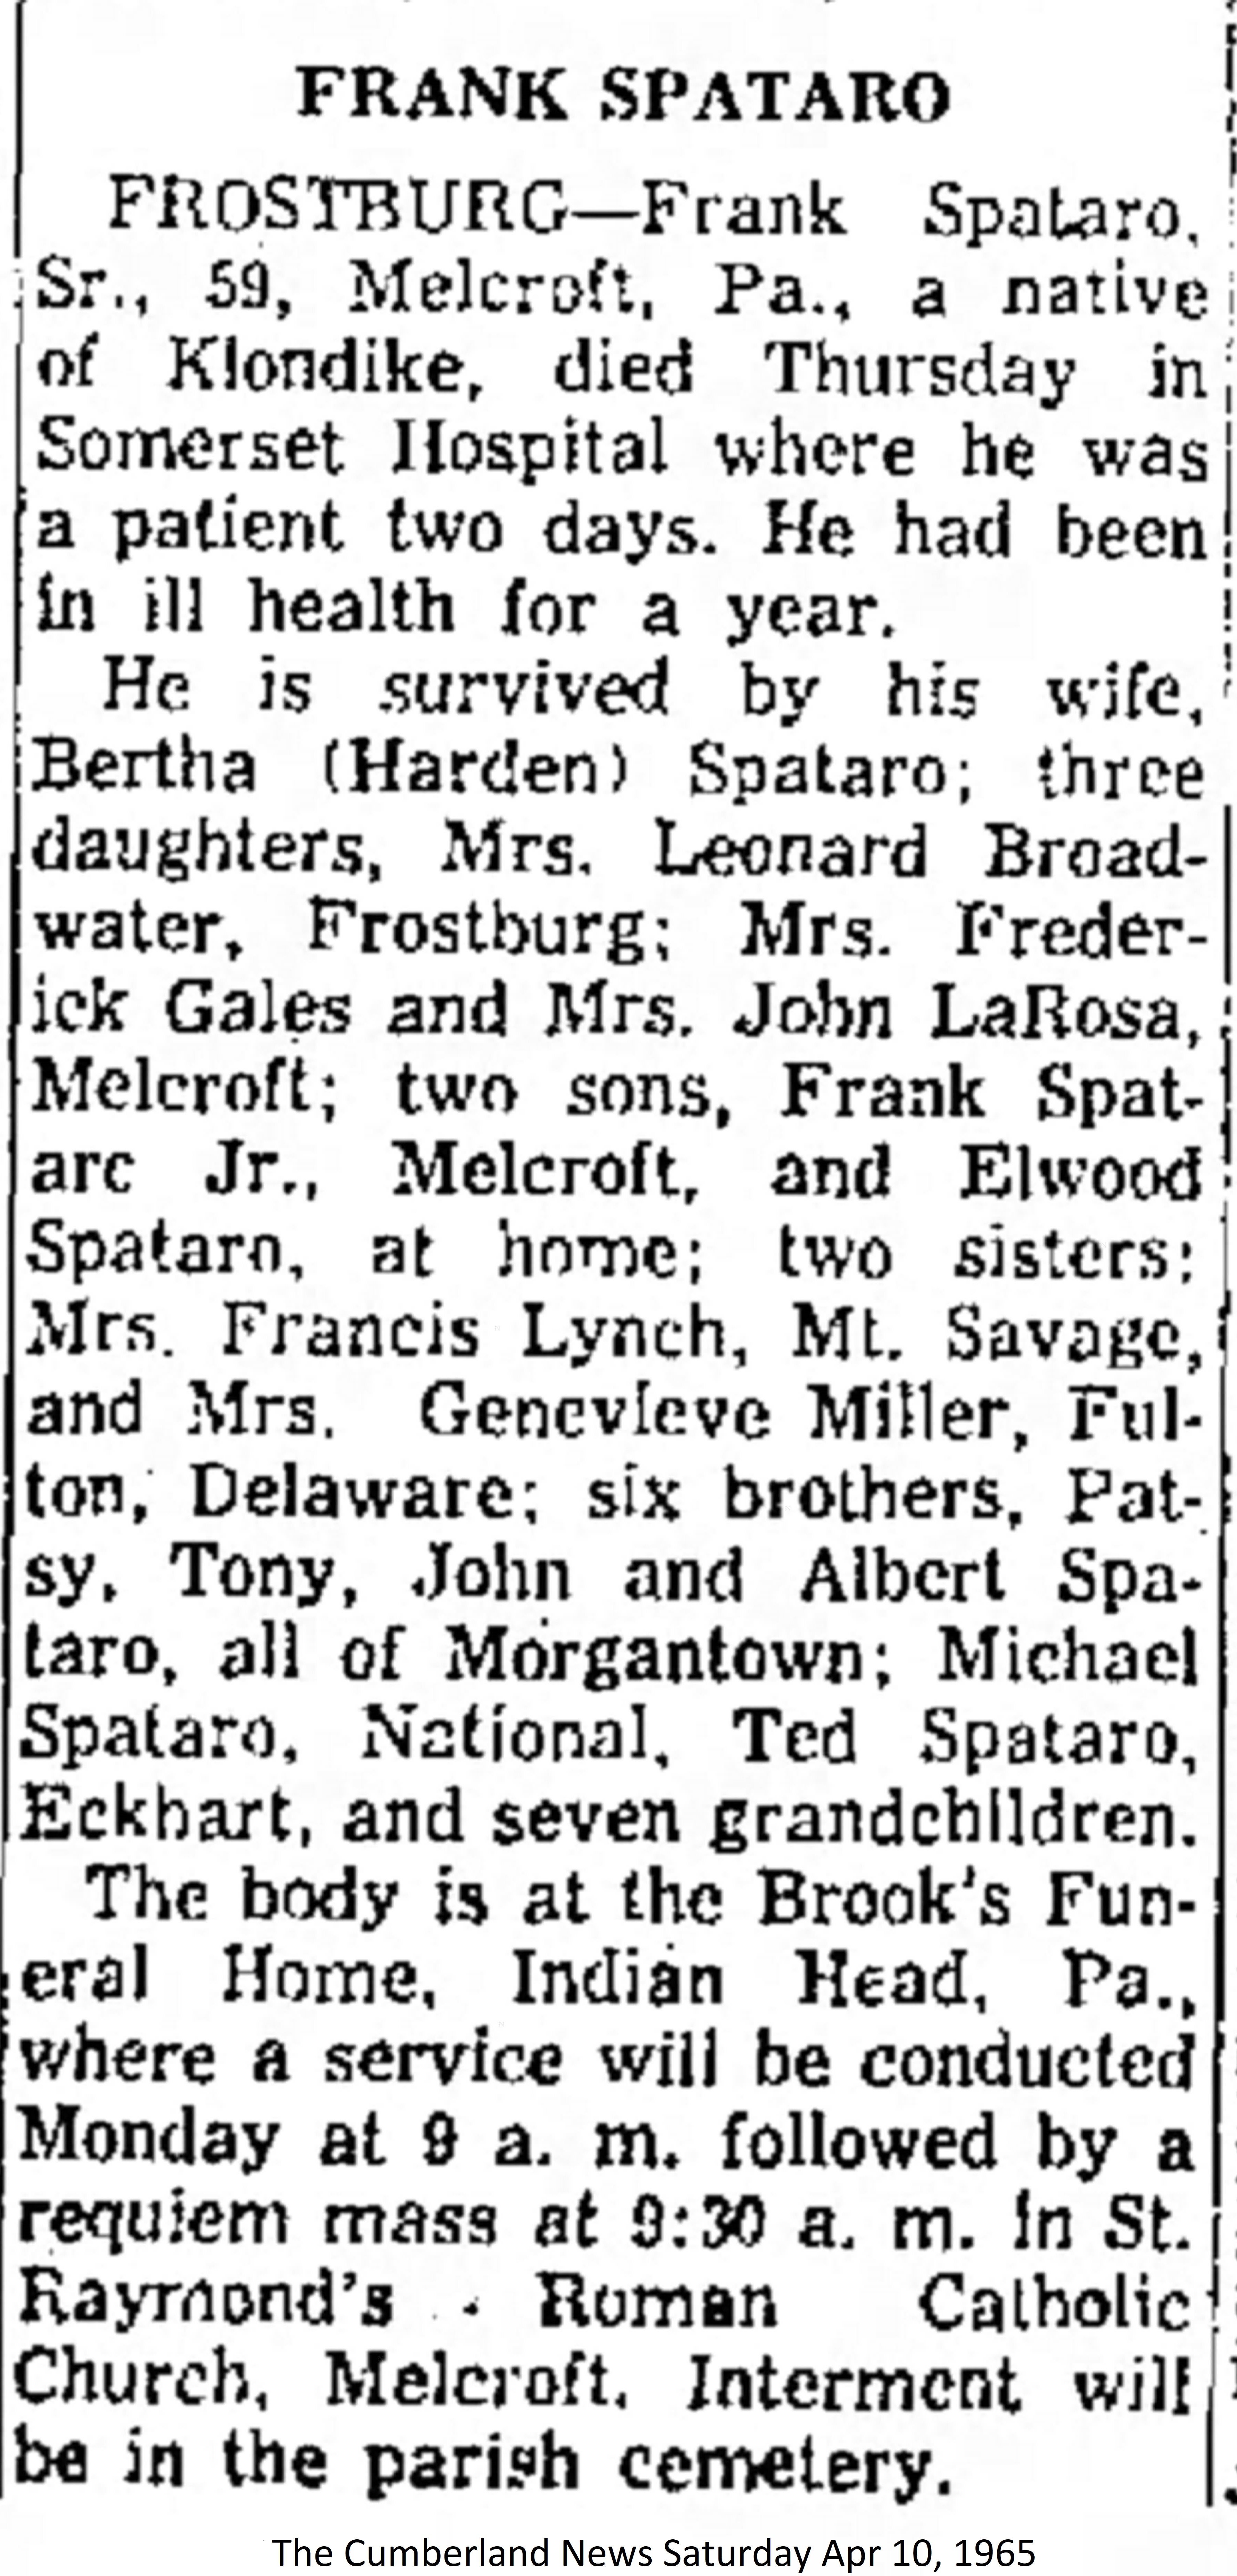 FRANK SPATARO
FROSTBURG—Frank Spataro,
Sr., 59, Melcroft, Pa., a native
of Klondike, died Thursday in
Somerset Hospital where he was
a patient two days. He had been
in ill health for a year.
He is survived by his wife,
Bertha (Harden) Spataro; three
daughters, Mrs. Leonard Broad-
water, Frostburg; Mrs. Freder-
ick Gales and Mrs. John LaRosa,
Melcroft; two sons, Frank Spat-
arc Jr., Melcroft, and Elwood
Spataro, at home; two sisters;
Mrs. Francis Lynch, Mt. Savage,
and Mrs. Genevieve Miller, Ful-
ton, Delaware; six brothers, Pat-
sy, Tony, John and Albert Spa-
taro, all of Morgantown; Michael
Spataro, National, Ted Spataro,
Eckhart, and seven grandchildren.
The body is at the Brook's Fun-
eral Home, Indian Head, Pa.,
where a service will be conducted
Monday at 9 a. m. followed by a
requiem mass at 9:30 a. m. in St.
Raymond's Roman Catholic
Church, Melcroft. Interment will
be in the parish cemetery.
The Cumberland News Saturday Apr 10, 1965